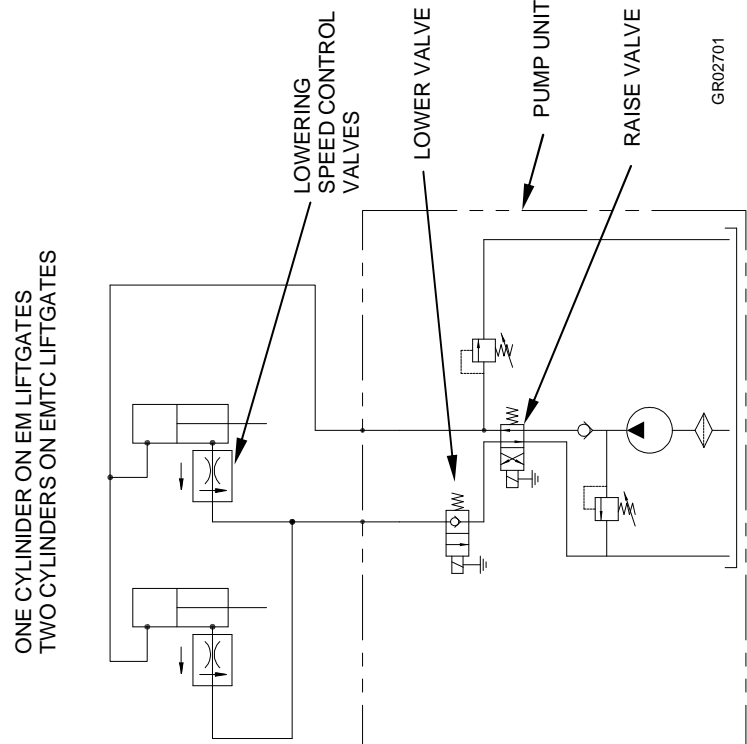 ONE CYLINIDER ON EM LIFTGATES
TWO CYLINDERS ON EMTC LIFTGATES
LOWERING
SPEED CONTROL
VALVES
LOWER VALVE
PUMP UNIT
RAISE VALVE
GR02701